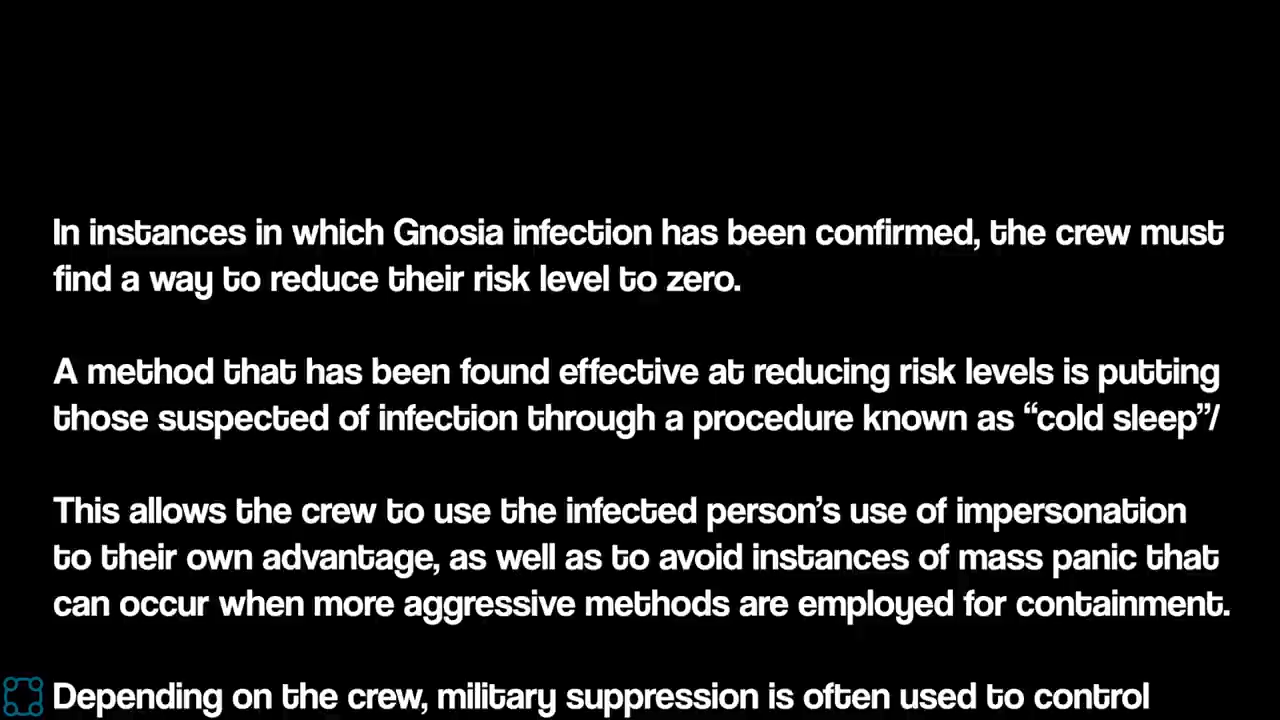 In instances in which Gnosia infection has been confirmed, the crew must
find a way to reduce their risk level to zero.
A method that has been found effective at reducing risk levels is putting
those suspected of infection through a procedure known as “cold sleep”/
This allows the crew to use the infected person’s use of impersonation
to their own advantage, as well as to avoid instances of mass panic that
can occur when more aggressive methods are employed for containment.
Depending on the crew, military suppression is often used to control